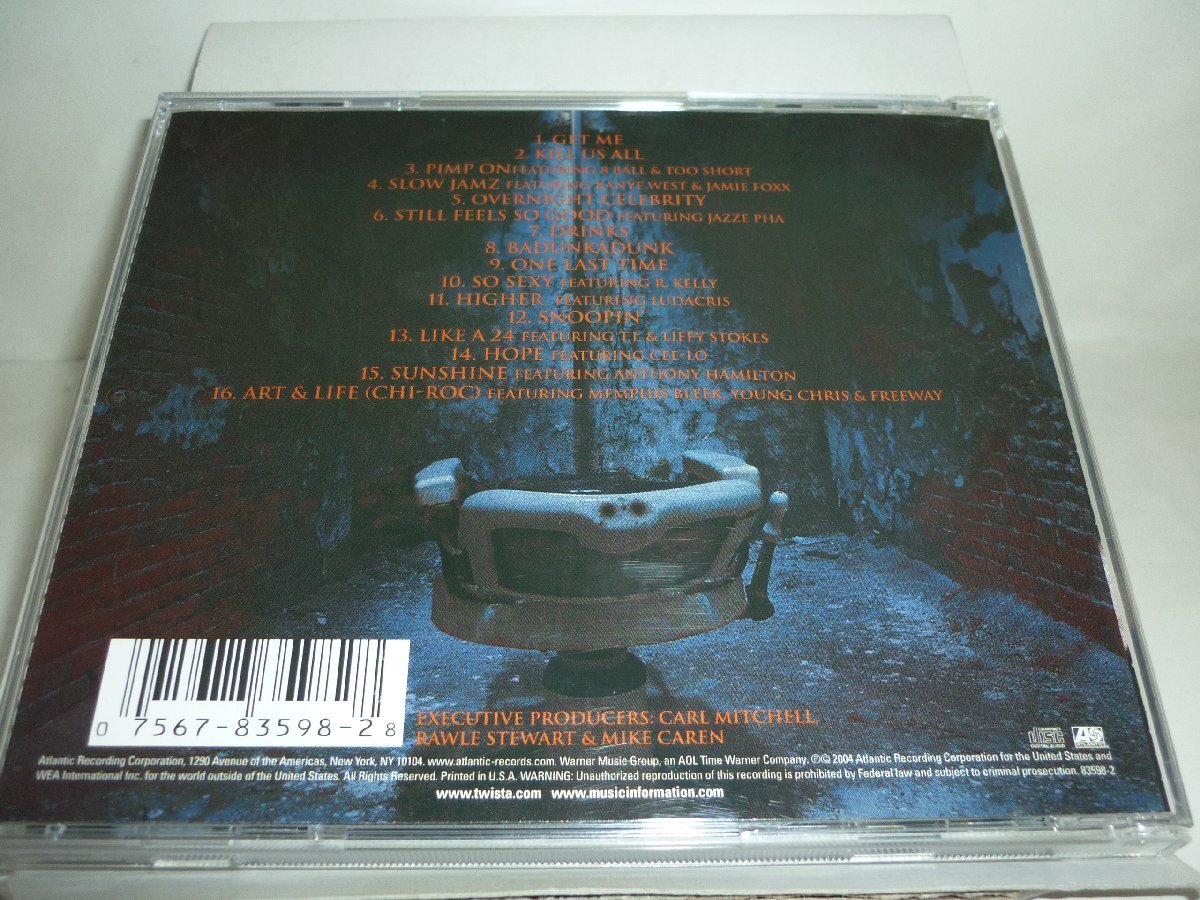 1. GET ME
2. KILL US ALL
3. PIMP ON FEATURING 8 BALL & TOO SHORT
4. SLOW JAMZ FEATURING KANYE WEST & JAMIE FOXX
5. OVERNIGHT CELEBRITY
6. STILL FEELS SO GOOD FEATURING JAZZE PHA
7. DRINKS
8. BADUNKADUNK
9. ONE LAST TIME
10. SO SEXY FEATURING R. KELLY
11. HIGHER FEATURING LUDACRIS
12. SNOOPIN'
13. LIKE A 24 FEATURING T.I. & LIFFY STOKES
14. HOPE FEATURING CEE-LO
15. SUNSHINE FEATURING ANTHONY HAMILTON
16. ART & LIFE (CHI-ROC) FEATURING MEMPHIS BLEEK, YOUNG CHRIS & FREEWAY
0 7567-83598-2 8
EXECUTIVE PRODUCERS: CARL MITCHELL,
RAWLE STEWART & MIKE CAREN
COMPACT disc DIGITAL AUDIO
Atlantic Recording Corporation, 1290 Avenue of the Americas, New York, NY 10104. www.atlantic-records.com. Warner Music Group, an AOL Time Warner Company. ℗© 2004 Atlantic Recording Corporation for the United States and
WEA International Inc. for the world outside of the United States. All Rights Reserved. Printed in U.S.A. WARNING: Unauthorized reproduction of this recording is prohibited by Federal law and subject to criminal prosecution. 83598-2
www.twista.com www.musicinformation.com